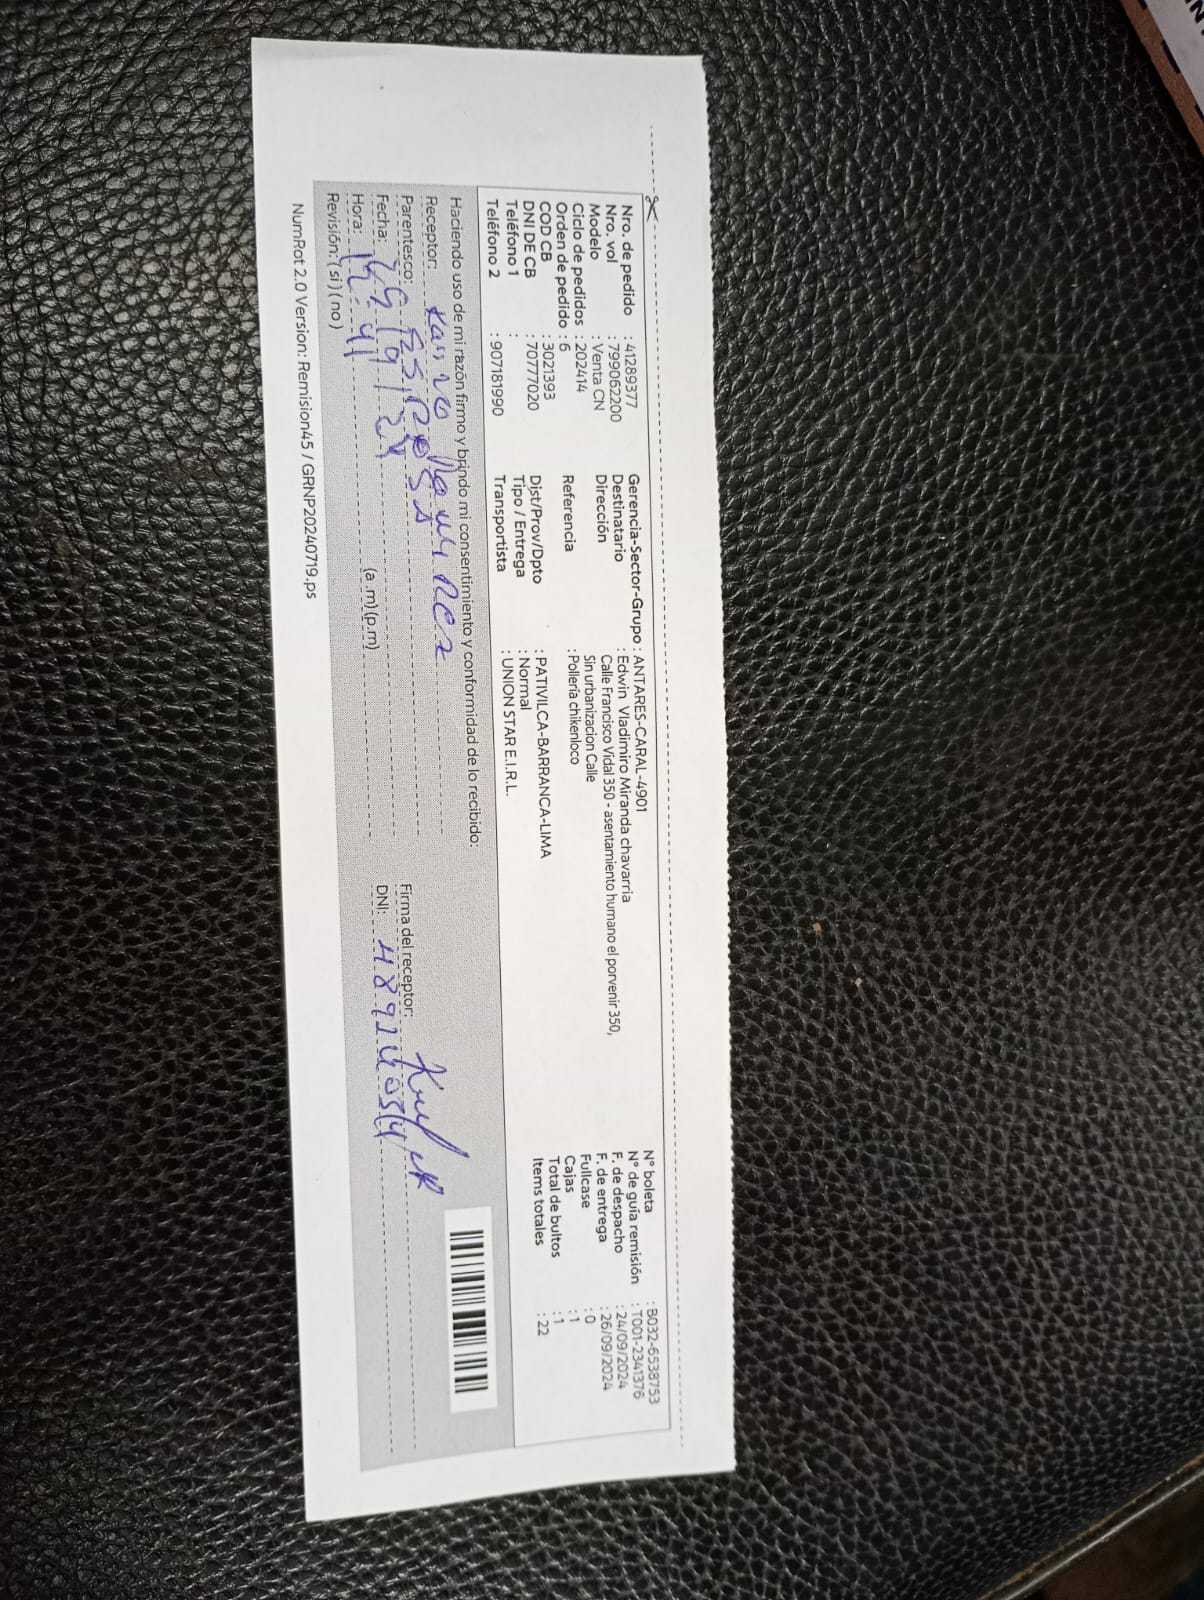 Nro. de pedido : 41289377
Nro. vol : 799062200
Modelo : Venta CN
Ciclo de pedidos : 202414
Orden de pedido : 6
COD CB : 3021393
DNI DE CB : 70777020
Teléfono 1 :
Teléfono 2 : 907181990
Gerencia-Sector-Grupo : ANTARES-CARAL-4901
Destinatario : Edwin Vladimiro Miranda chavarria
Dirección Calle Francisco Vidal 350 - asentamiento humano el porvenir 350,
Sin urbanizacion Calle
Referencia : Pollería chikenloco
Dist/Prov/Dpto : PATIVILCA-BARRANCA-LIMA
Tipo / Entrega : Normal
Transportista : UNION STAR E.I.R.L.
N° boleta : B032-6538753
N° de guía remisión : T001-2341376
F. de despacho : 24/09/2024
F. de entrega : 26/09/2024
Fullcase : 0
Cajas : 1
Total de bultos : 1
Items totales : 22
Haciendo uso de mi razón firmo y brindo mi consentimiento y conformidad de lo recibido:
Receptor:
Parentesco:
Fecha:
Hora: (a .m) (p.m)
Revisión: ( si ) ( no )
Firma del receptor:
DNI:
NumRot 2.0 Version: Remision45 / GRNP20240719.ps